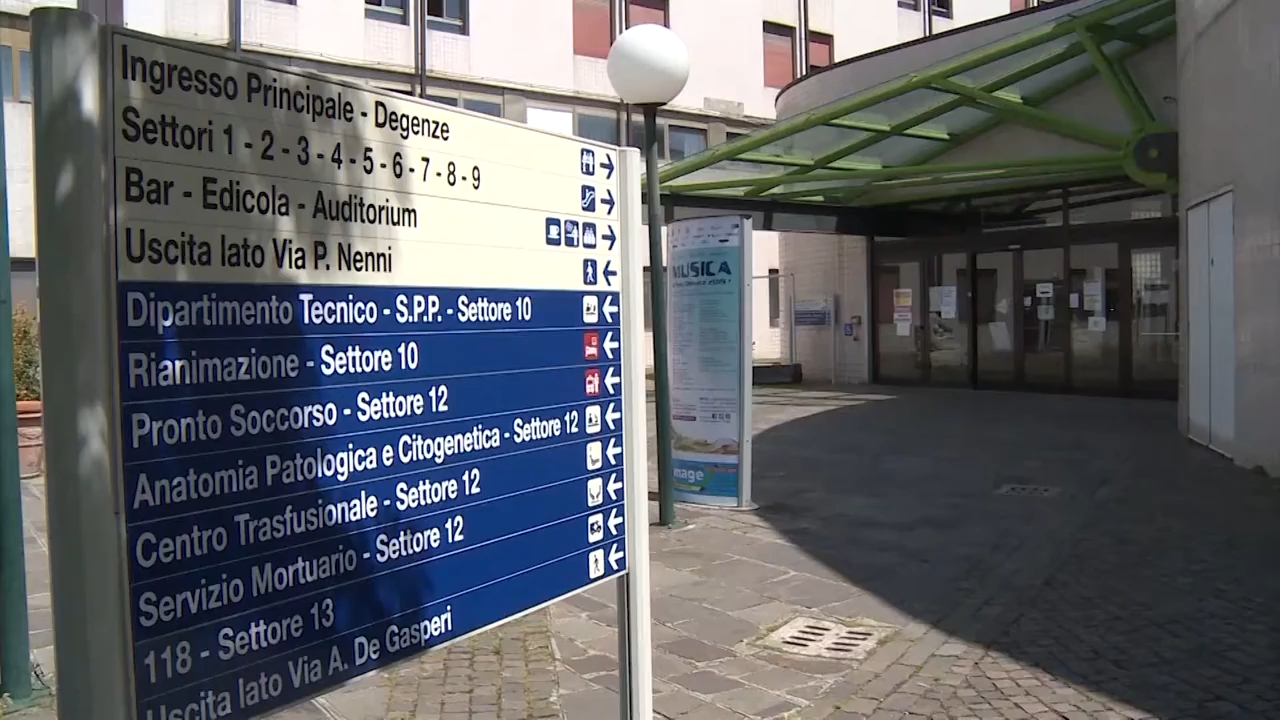 Ingresso Principale - Degenze
Settori 1 - 2 - 3 - 4 - 5 - 6 - 7 - 8 - 9
Bar - Edicola - Auditorium
Uscita lato Via P. Nenni
Dipartimento Tecnico - S.P.P. - Settore 10
Rianimazione - Settore 10
Pronto Soccorso - Settore 12
Anatomia Patologica e Citogenetica - Settore 12
Centro Trasfusionale - Settore 12
Servizio Mortuario - Settore 12
118 - Settore 13
Uscita lato Via A. De Gasperi
MUSICA
mage